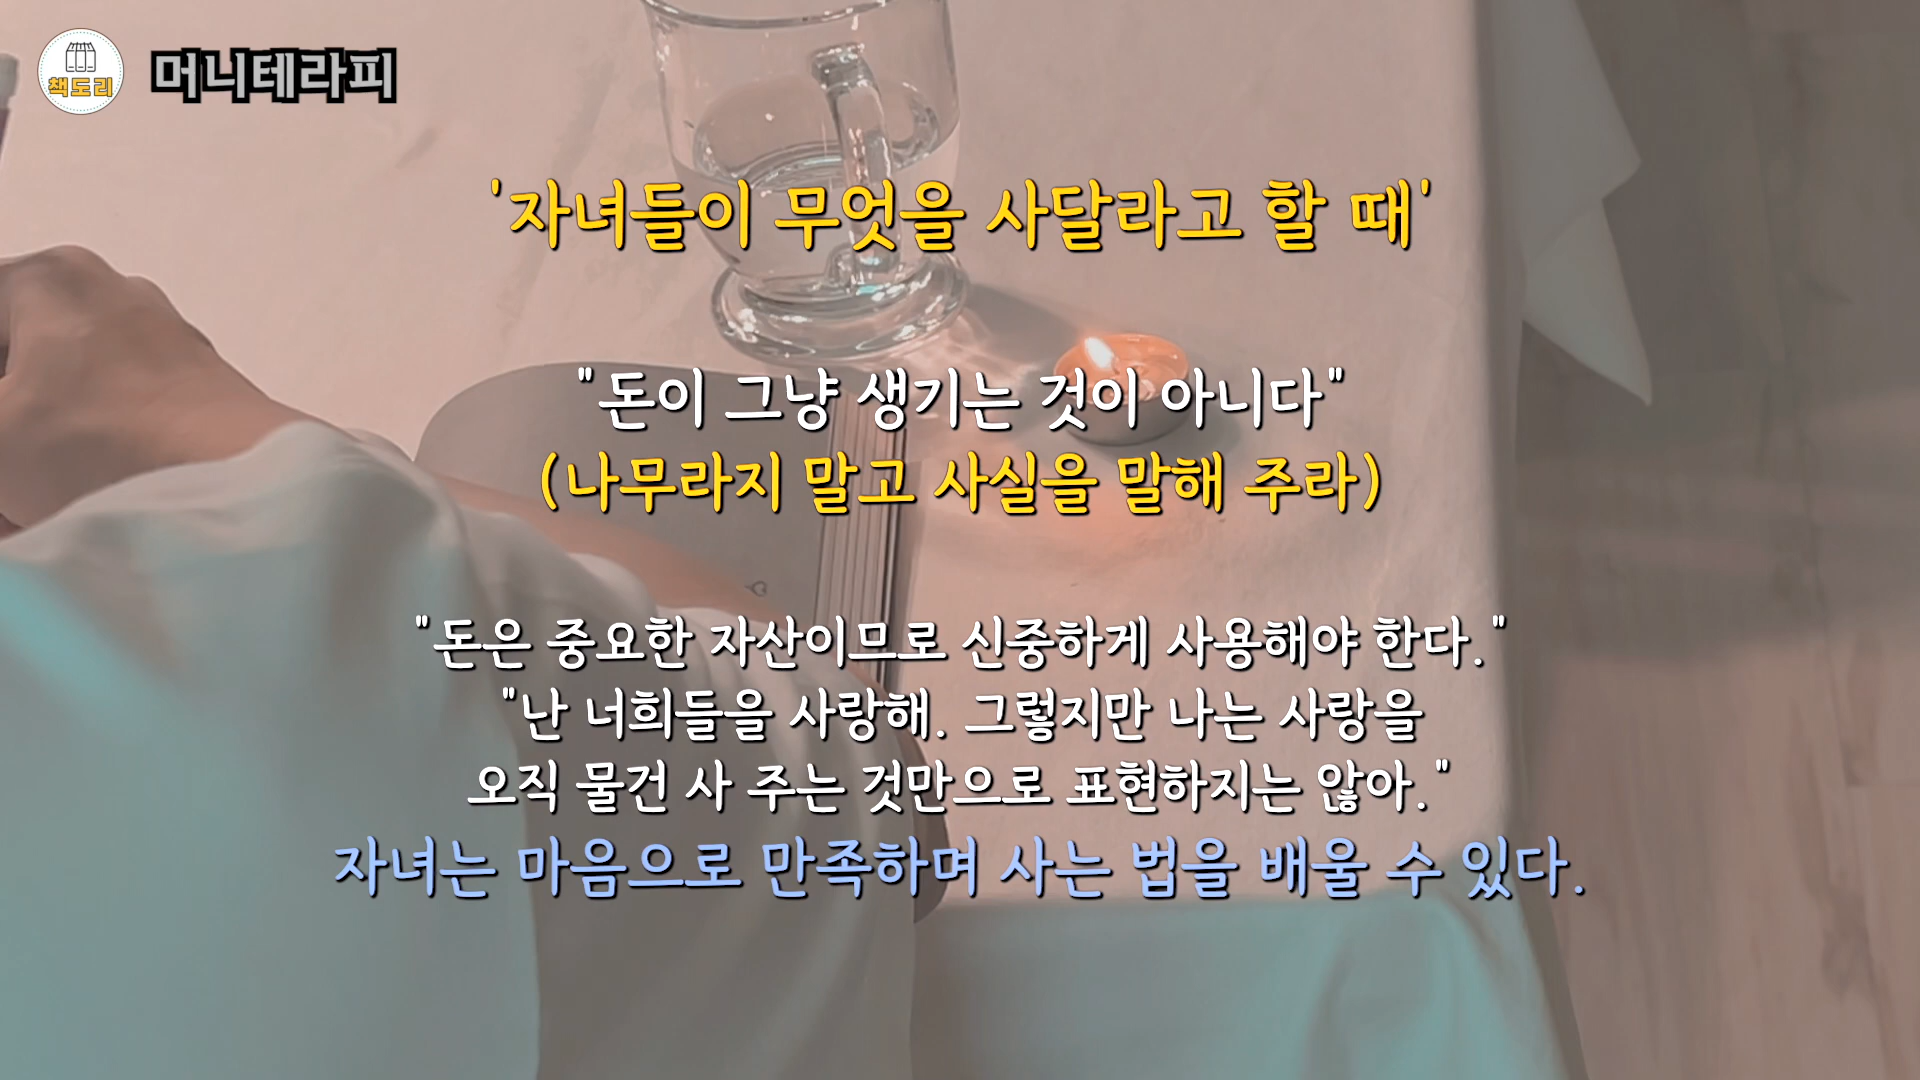 책도리
머니테라피
'자녀들이 무엇을 사달라고 할 때'
"돈이 그냥 생기는 것이 아니다"
(나무라지 말고 사실을 말해 주라)
"돈은 중요한 자산이므로 신중하게 사용해야 한다."
"난 너희들을 사랑해. 그렇지만 나는 사랑을
오직 물건 사 주는 것만으로 표현하지는 않아."
자녀는 마음으로 만족하며 사는 법을 배울 수 있다.